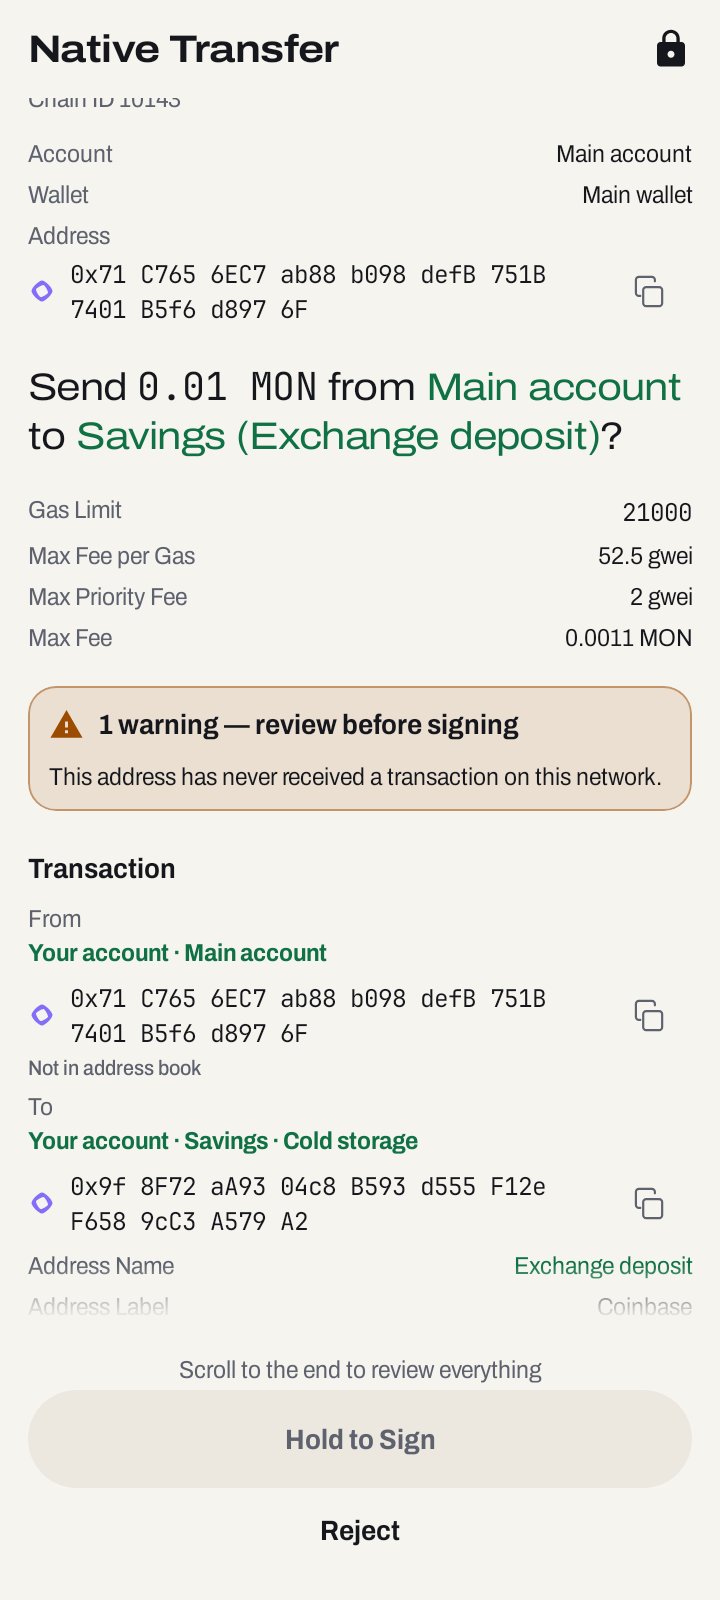 Native Transfer
Chain ID 10143
Account Main account
Wallet Main wallet
Address
0x71 C765 6EC7 ab88 b098 defB 751B
7401 B5f6 d897 6F
Send 0.01 MON from Main account
to Savings (Exchange deposit)?
Gas Limit 21000
Max Fee per Gas 52.5 gwei
Max Priority Fee 2 gwei
Max Fee 0.0011 MON
1 warning — review before signing
This address has never received a transaction on this network.
Transaction
From
Your account · Main account
0x71 C765 6EC7 ab88 b098 defB 751B
7401 B5f6 d897 6F
Not in address book
To
Your account · Savings · Cold storage
0x9f 8F72 aA93 04c8 B593 d555 F12e
F658 9cC3 A579 A2
Address Name Exchange deposit
Address Label Coinbase
Scroll to the end to review everything
Hold to Sign
Reject